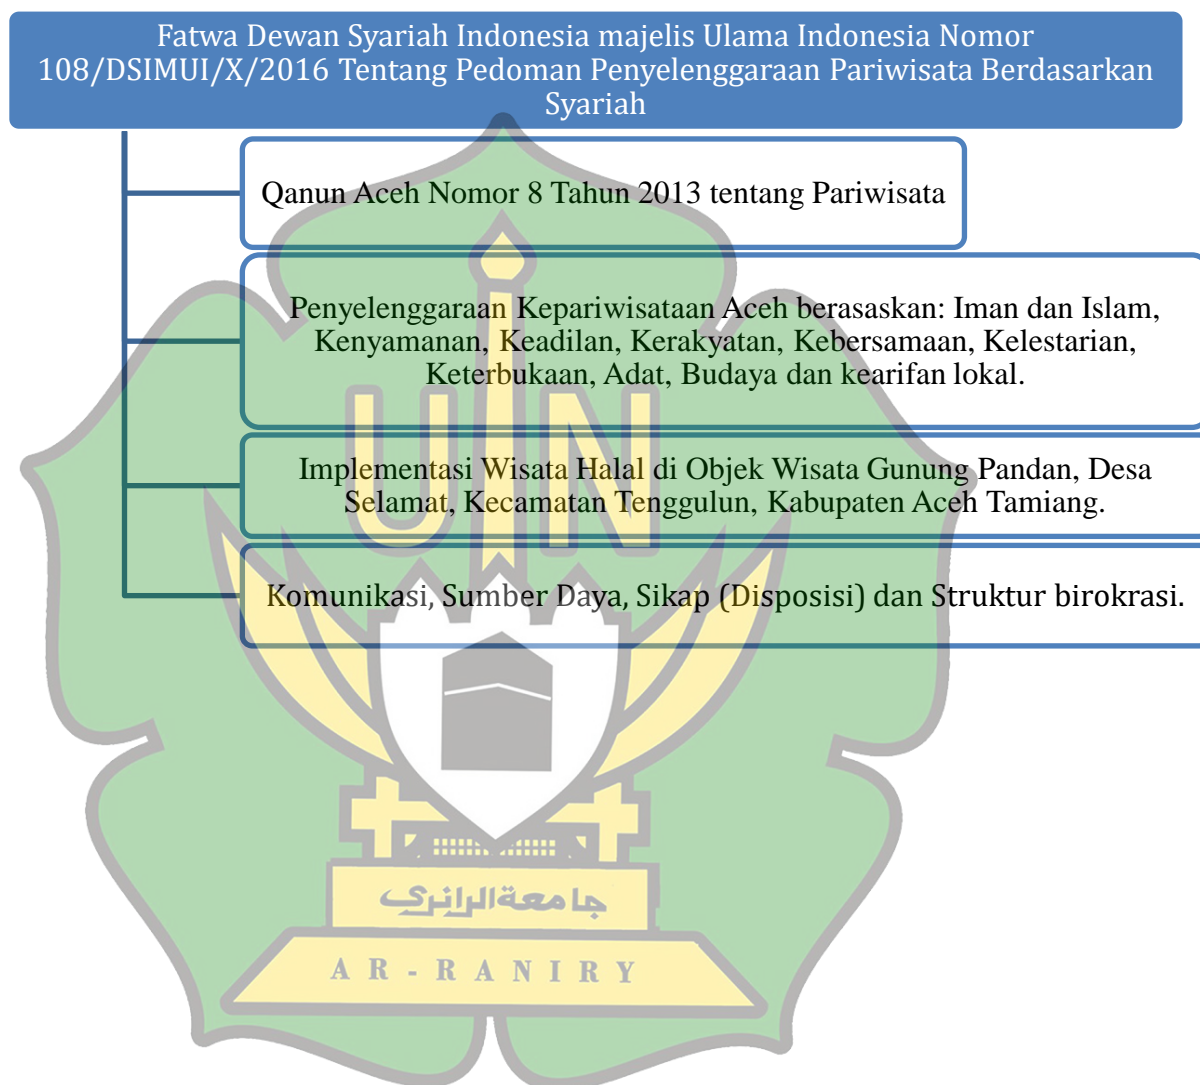 Fatwa Dewan Syariah Indonesia majelis Ulama Indonesia Nomor
108/DSIMUI/X/2016 Tentang Pedoman Penyelenggaraan Pariwisata Berdasarkan
Syariah
Qanun Aceh Nomor 8 Tahun 2013 tentang Pariwisata
Penyelenggaraan Kepariwisataan Aceh berasaskan: Iman dan Islam,
Kenyamanan, Keadilan, Kerakyatan, Kebersamaan, Kelestarian,
Keterbukaan, Adat, Budaya dan kearifan lokal.
UIN
Implementasi Wisata Halal di Objek Wisata Gunung Pandan, Desa
Selamat, Kecamatan Tenggulun, Kabupaten Aceh Tamiang.
Komunikasi, Sumber Daya, Sikap (Disposisi) dan Struktur birokrasi.
جامعةالرانري
AR-RANIRY